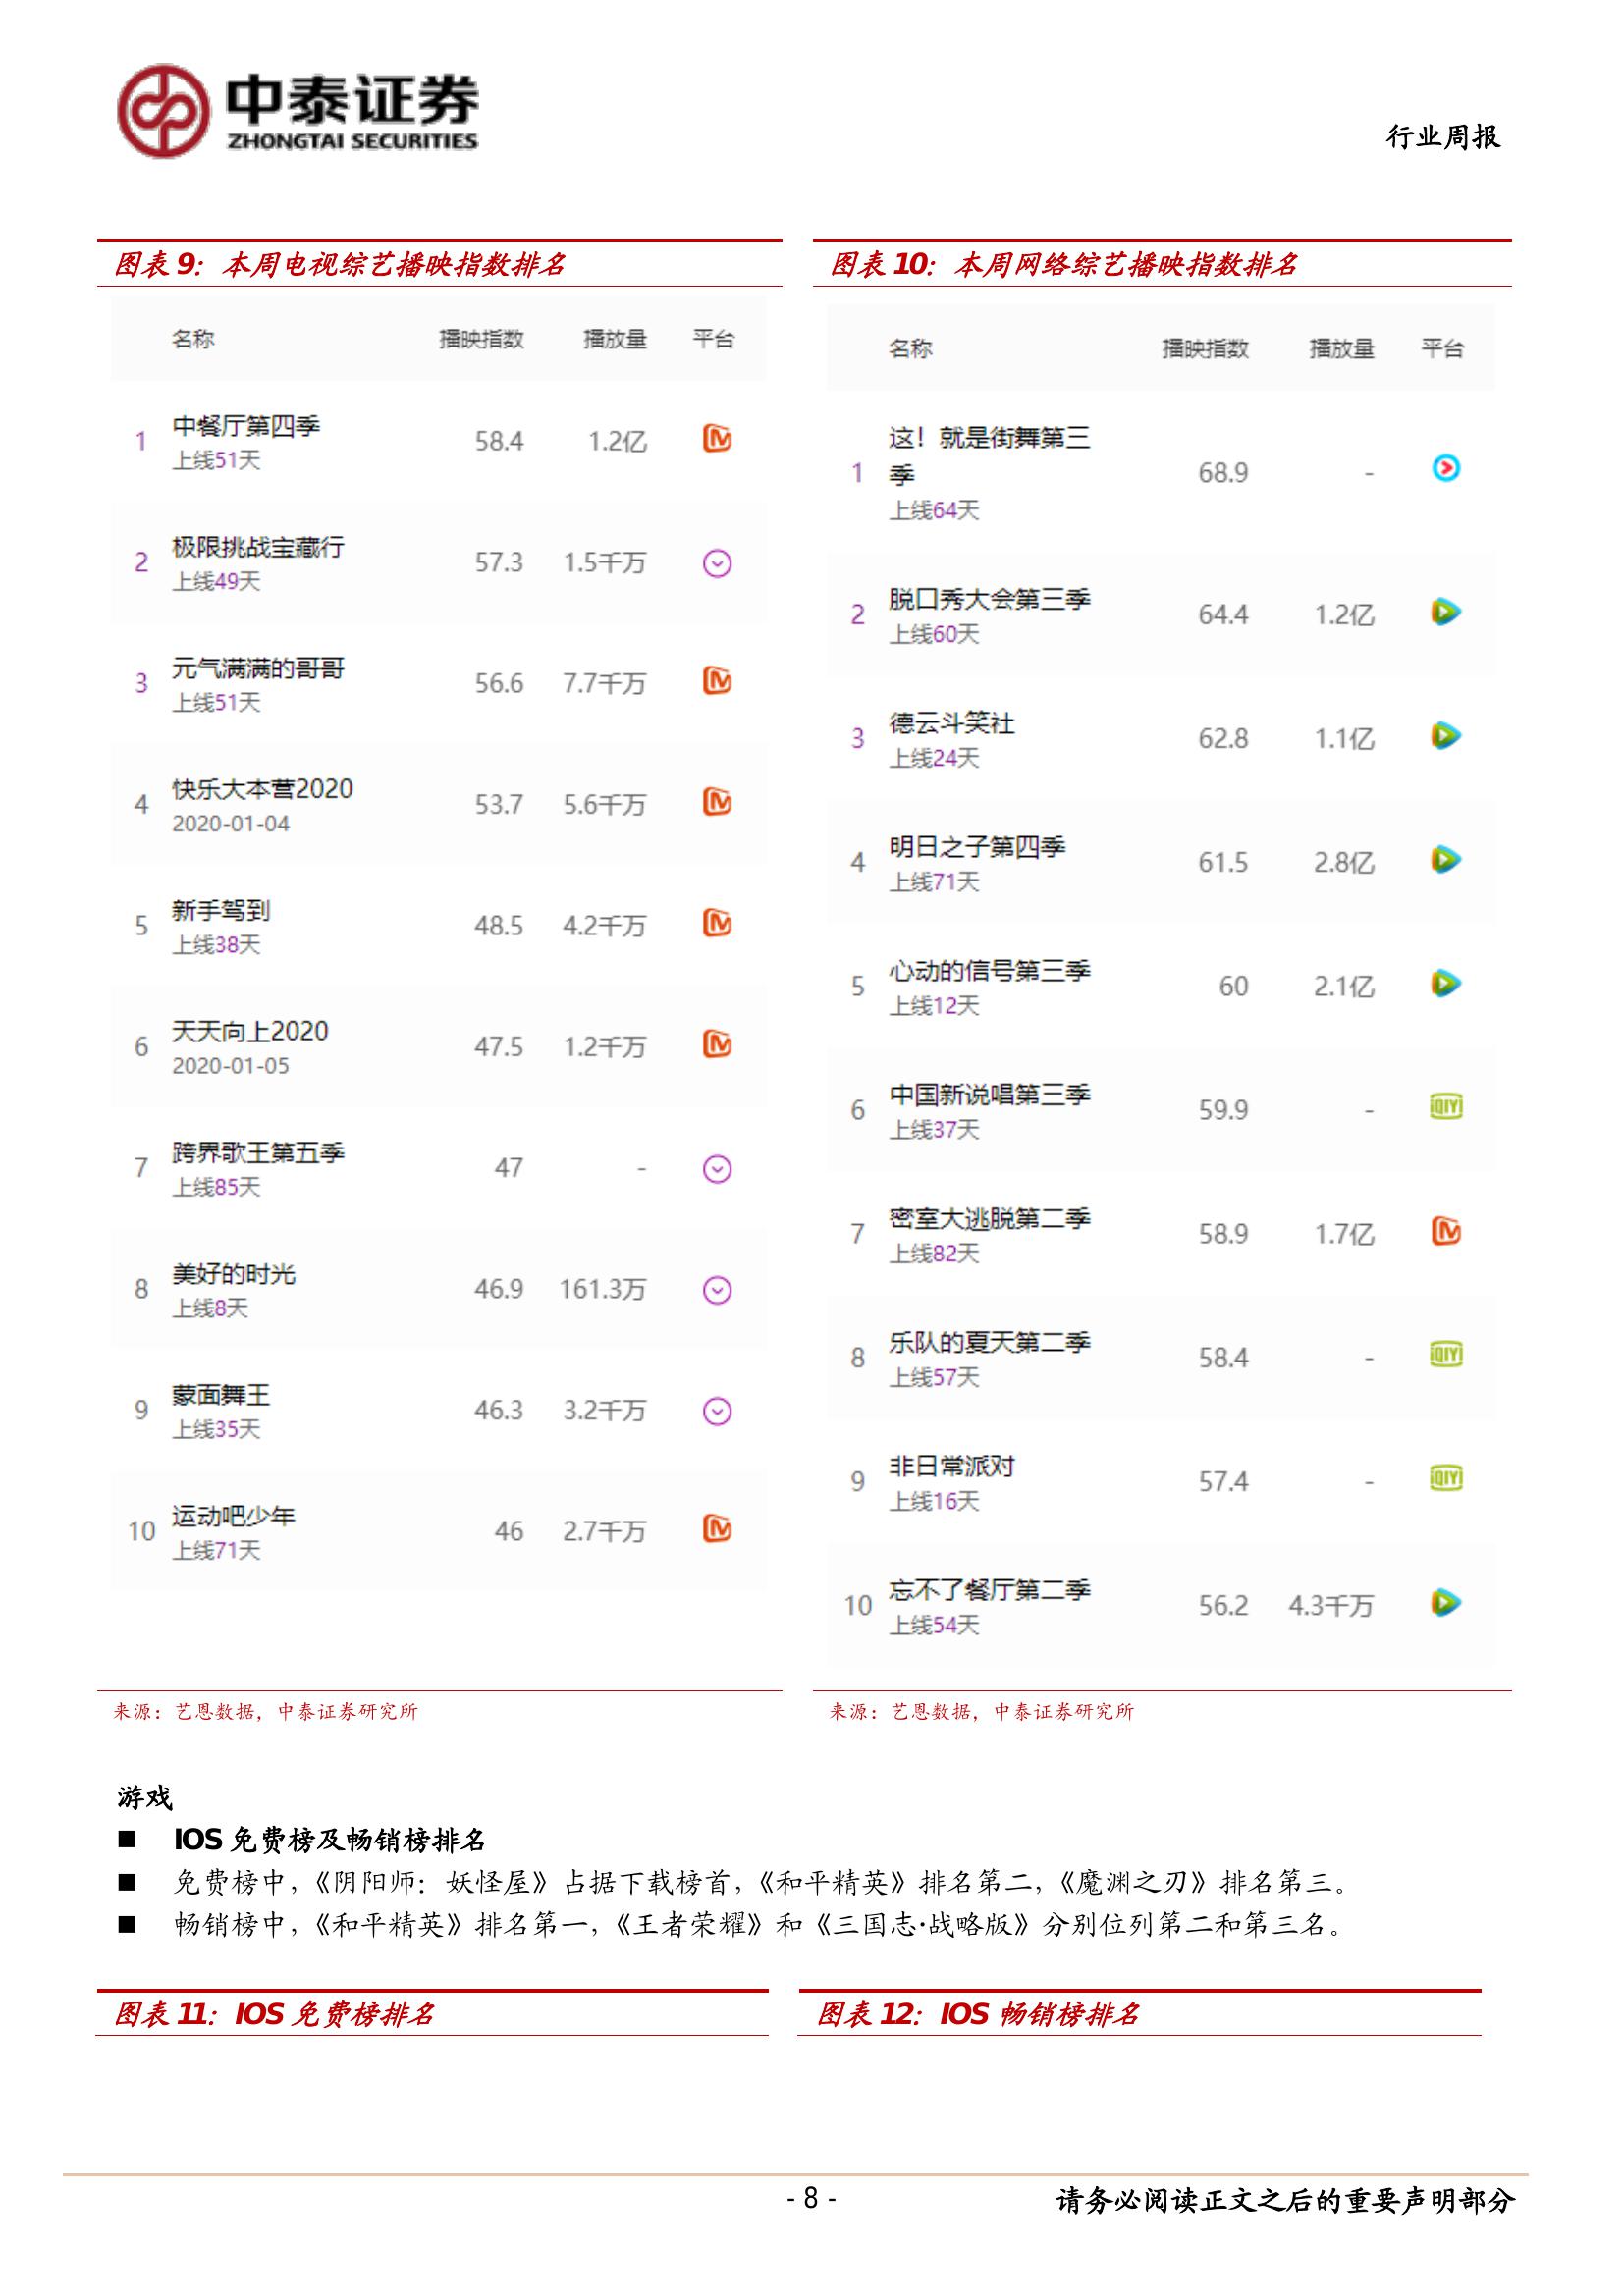 中泰证券
ZHONGTAI SECURITIES
行业周报
图表 9：本周电视综艺播映指数排名
名称 播映指数 播放量 平台
1 中餐厅第四季 58.4 1.2亿
上线51天
2 极限挑战宝藏行 57.3 1.5千万
上线49天
3 元气满满的哥哥 56.6 7.7千万
上线51天
4 快乐大本营2020 53.7 5.6千万
2020-01-04
5 新手驾到 48.5 4.2千万
上线38天
6 天天向上2020 47.5 1.2千万
2020-01-05
7 跨界歌王第五季 47 -
上线85天
8 美好的时光 46.9 161.3万
上线8天
9 蒙面舞王 46.3 3.2千万
上线35天
10 运动吧少年 46 2.7千万
上线71天
来源：艺恩数据，中泰证券研究所
图表 10：本周网络综艺播映指数排名
名称 播映指数 播放量 平台
这！就是街舞第三
1 季 68.9 -
上线64天
2 脱口秀大会第三季 64.4 1.2亿
上线60天
3 德云斗笑社 62.8 1.1亿
上线24天
4 明日之子第四季 61.5 2.8亿
上线71天
5 心动的信号第三季 60 2.1亿
上线12天
6 中国新说唱第三季 59.9 - iQIYI
上线37天
7 密室大逃脱第二季 58.9 1.7亿
上线82天
8 乐队的夏天第二季 58.4 - iQIYI
上线57天
9 非日常派对 57.4 - iQIYI
上线16天
10 忘不了餐厅第二季 56.2 4.3千万
上线54天
来源：艺恩数据，中泰证券研究所
游戏
■ IOS 免费榜及畅销榜排名
■ 免费榜中，《阴阳师：妖怪屋》占据下载榜首，《和平精英》排名第二，《魔渊之刃》排名第三。
■ 畅销榜中，《和平精英》排名第一，《王者荣耀》和《三国志·战略版》分别位列第二和第三名。
图表 11：IOS 免费榜排名
图表 12：IOS 畅销榜排名
- 8 -
请务必阅读正文之后的重要声明部分